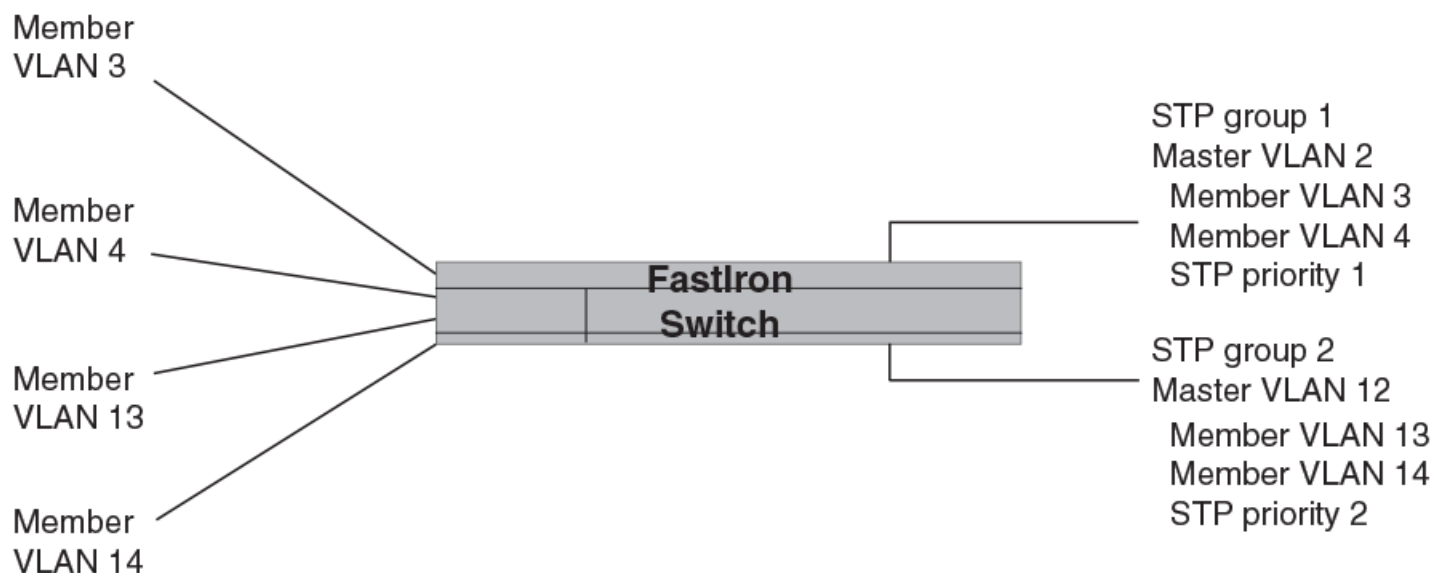 Member
VLAN 3
Member
VLAN 4
Member
VLAN 13
Member
VLAN 14
FastIron
Switch
STP group 1
Master VLAN 2
Member VLAN 3
Member VLAN 4
STP priority 1
STP group 2
Master VLAN 12
Member VLAN 13
Member VLAN 14
STP priority 2